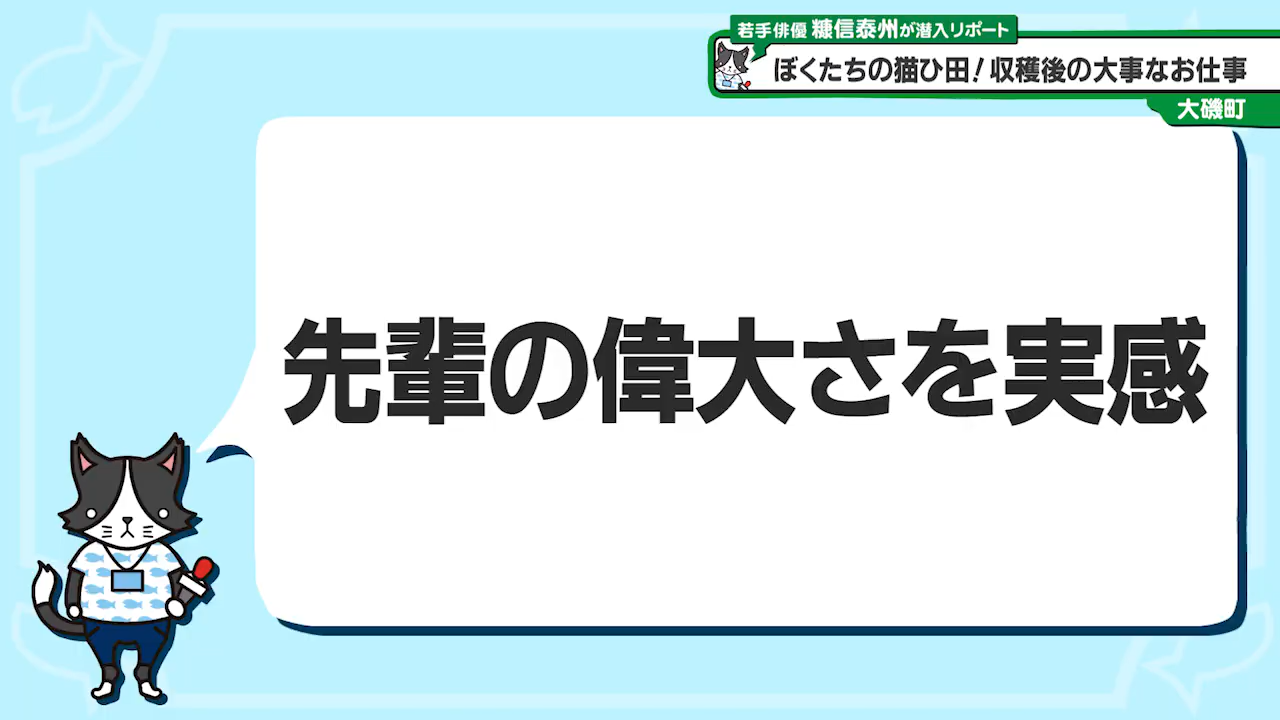 若手俳優 糠信泰州が潜入リポート
ぼくたちの猫ひ田!収穫後の大事なお仕事
大磯町
先輩の偉大さを実感